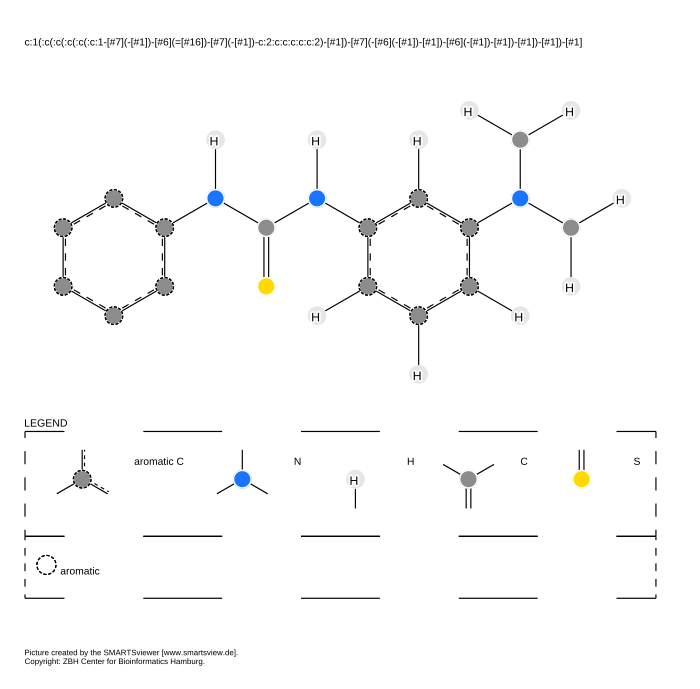 c:1(:c(:c(:c(:c(:c:1-[#7](-[#1])-[#6](=[#16])-[#7](-[#1])-c:2:c:c:c:c:c:2)-[#1])-[#7](-[#6](-[#1])-[#1])-[#6](-[#1])-[#1])-[#1])-[#1])-[#1]
H H
H H H
H
H
H H
H
LEGEND
aromatic C N H C S
H
aromatic
Picture created by the SMARTSviewer [www.smartsview.de].
Copyright: ZBH Center for Bioinformatics Hamburg.